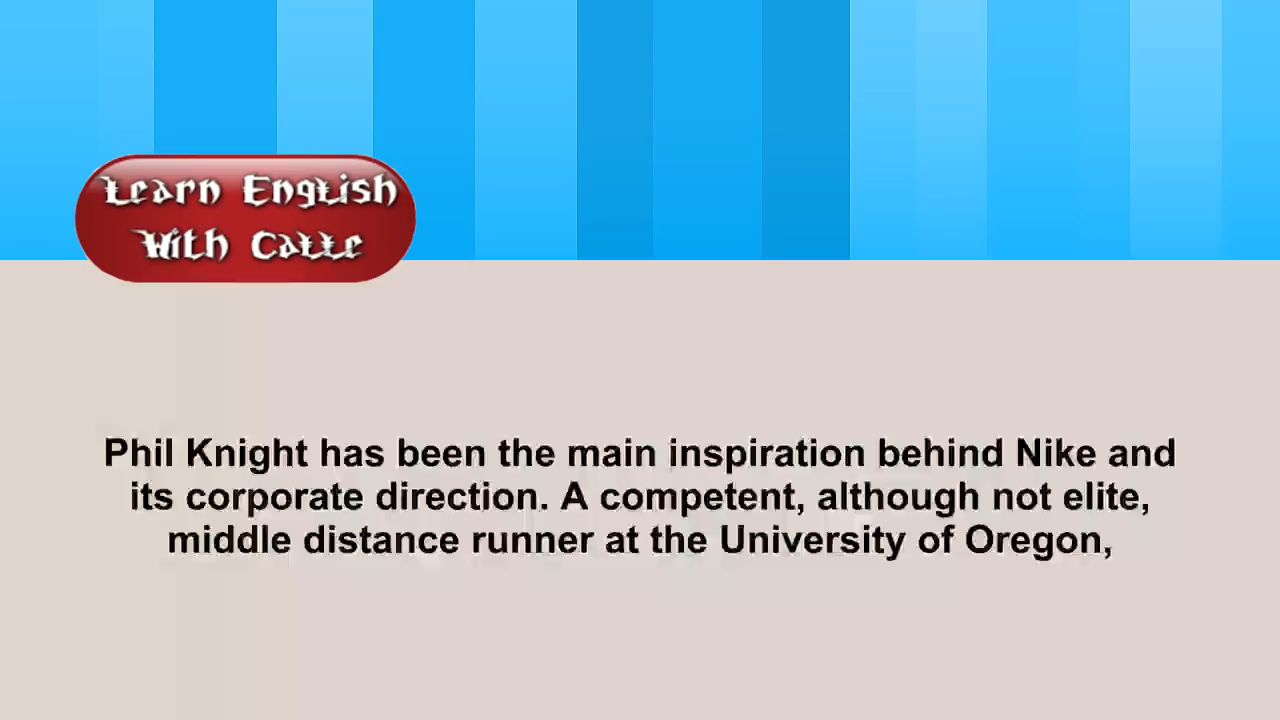 Learn English
With Catte
Phil Knight has been the main inspiration behind Nike and
its corporate direction. A competent, although not elite,
middle distance runner at the University of Oregon,